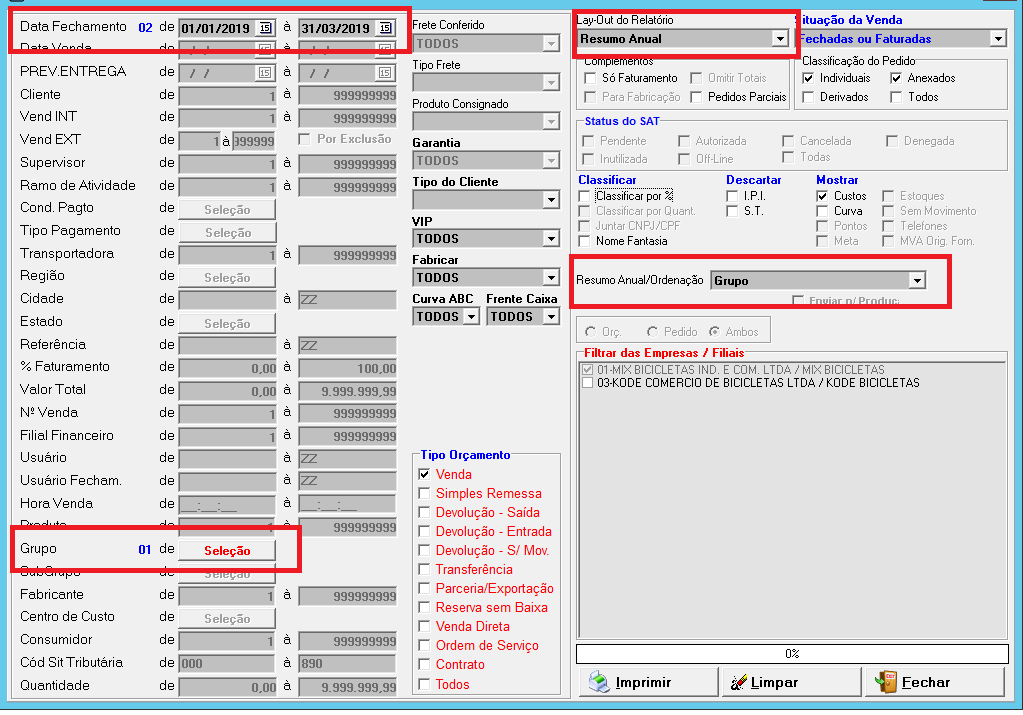 Data Fechamento 02 de 01/01/2019 15 à 31/03/2019 15
Data Venda de / / 15 à / / 15
PREV.ENTREGA de / / 15 à / / 15
Cliente de 1 à 999999999
Vend INT de 1 à 999999999
Vend EXT de 1 à 999999 Por Exclusão
Supervisor de 1 à 999999999
Ramo de Atividade de 1 à 999999999
Cond. Pagto de Seleção
Tipo Pagamento de Seleção
Transportadora de 1 à 999999999
Região de Seleção
Cidade de à ZZ
Estado de Seleção
Referência de à ZZ
% Faturamento de 0,00 à 100,00
Valor Total de 0,00 à 9.999.999,99
Nº Venda de 1 à 999999999
Filial Financeiro de 1 à 999999999
Usuário de à ZZ
Usuário Fecham. de à ZZ
Hora Venda de __:__:__ à __:__:__
Produto de 1 à 999999999
Grupo 01 de Seleção
SubGrupo de Seleção
Fabricante de 1 à 999999999
Centro de Custo de Seleção
Consumidor de 1 à 999999999
Cód Sit Tributária de 000 à 890
Quantidade de 0,00 à 9.999.999,99
Frete Conferido
TODOS
Tipo Frete
Produto Consignado
Garantia
TODOS
Tipo do Cliente
VIP
TODOS
Fabricar
TODOS
Curva ABC Frente Caixa
TODOS TODOS
Tipo Orçamento
Venda
Simples Remessa
Devolução - Saída
Devolução - Entrada
Devolução - S/ Mov.
Transferência
Parceria/Exportação
Reserva sem Baixa
Venda Direta
Ordem de Serviço
Contrato
Todos
Lay-Out do Relatório Situação da Venda
Resumo Anual Fechadas ou Faturadas
Complementos Classificação do Pedido
Só Faturamento Omitir Totais Individuais Anexados
Para Fabricação Pedidos Parciais Derivados Todos
Status do SAT
Pendente Autorizada Cancelada Denegada
Inutilizada Off-Line Todas
Classificar Descartar Mostrar
Classificar por % I.P.I. Custos Estoques
Classificar por Quant. S.T. Curva Sem Movimento
Juntar CNPJ/CPF Pontos Telefones
Nome Fantasia Meta MVA Orig. Forn.
Resumo Anual/Ordenação Grupo
Enviar p/ Produç.
Orç. Pedido Ambos
Filtrar das Empresas / Filiais
01-MIX BICICLETAS IND. E COM. LTDA / MIX BICICLETAS
03-KODE COMERCIO DE BICICLETAS LTDA / KODE BICICLETAS
0%
Imprimir Limpar Fechar